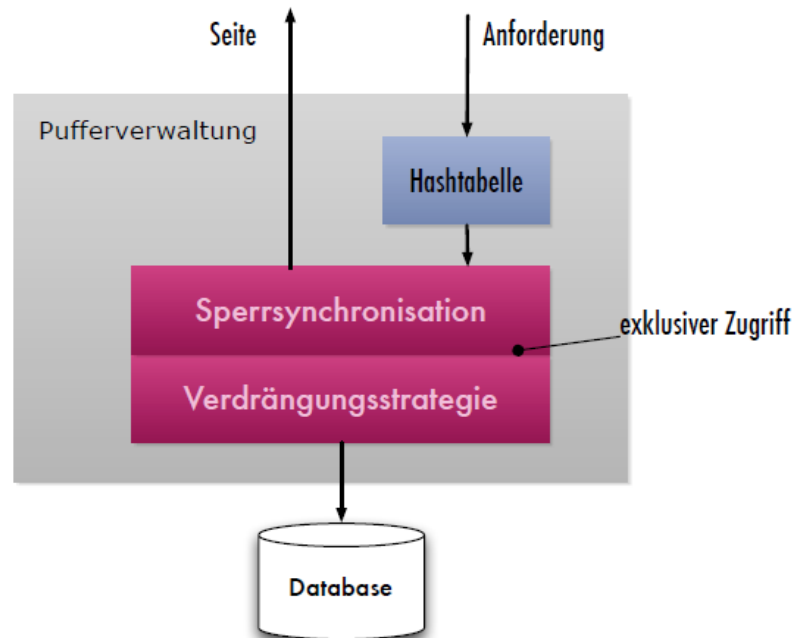 Seite
Anforderung
Pufferverwaltung
Hashtabelle
Sperrsynchronisation
exklusiver Zugriff
Verdrängungsstrategie
Database